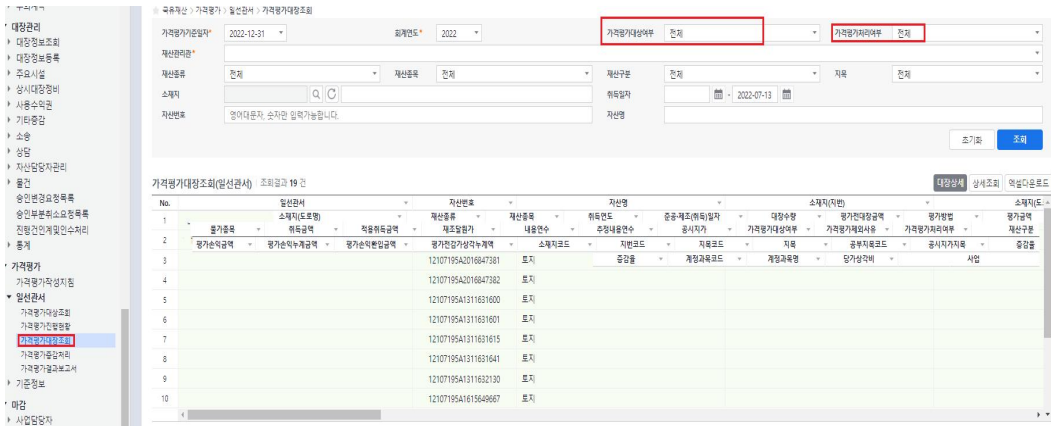 대장관리
대장정보조회
대장정보등록
주요시설
상시대장정비
사용수익권
기타증감
소송
상담
자산담당자관리
물건
승인변경요청목록
승인부분취소요청목록
진행건인계및인수처리
통계
가격평가
가격평가작성지침
일선관서
가격평가대상조회
가격평가진행현황
가격평가대장조회
가격평가증감처리
가격평가결과보고서
기준정보
마감
사업담당자
국유재산 > 가격평가 > 일선관서 > 가격평가대장조회
가격평가기준일자* 2022-12-31 회계연도* 2022 가격평가대상여부 전체 가격평가처리여부 전체
재산관리관*
재산종류 전체 재산종목 전체 재산구분 전체 지목 전체
소재지 취득일자 - 2022-07-13
자산번호 영어대문자, 숫자만 입력가능합니다. 자산명
초기화 조회
가격평가대장조회(일선관서) 조회결과 19 건 대장상세 상세조회 엑셀다운로드
No. 일선관서 자산번호 자산명 소재지(지번) 소재지(도
1 소재지(도로명) 재산종류 재산종목 취득연도 준공·제조(취득)일자 대장수량 평가전대장금액 평가방법 평가금액
물가종목 취득금액 적용취득금액 재조달원가 내용연수 추정내용연수 공시지가 가격평가대상여부 가격평가제외사유 가격평가처리여부 재산구분
2 평가손익금액 평가손익누계금액 평가손익환입금액 평가전감가상각누계액 소재지코드 지번코드 지목코드 지목 공부지목코드 공시지가지목 증감율
3 12107195A2016847381 토지 증감율 계정과목코드 계정과목명 당기상각비 사업
4 12107195A2016847382 토지
5 12107195A1311631600 토지
6 12107195A1311631601 토지
7 12107195A1311631615 토지
8 12107195A1311631641 토지
9 12107195A1311632130 토지
10 12107195A1615649667 토지